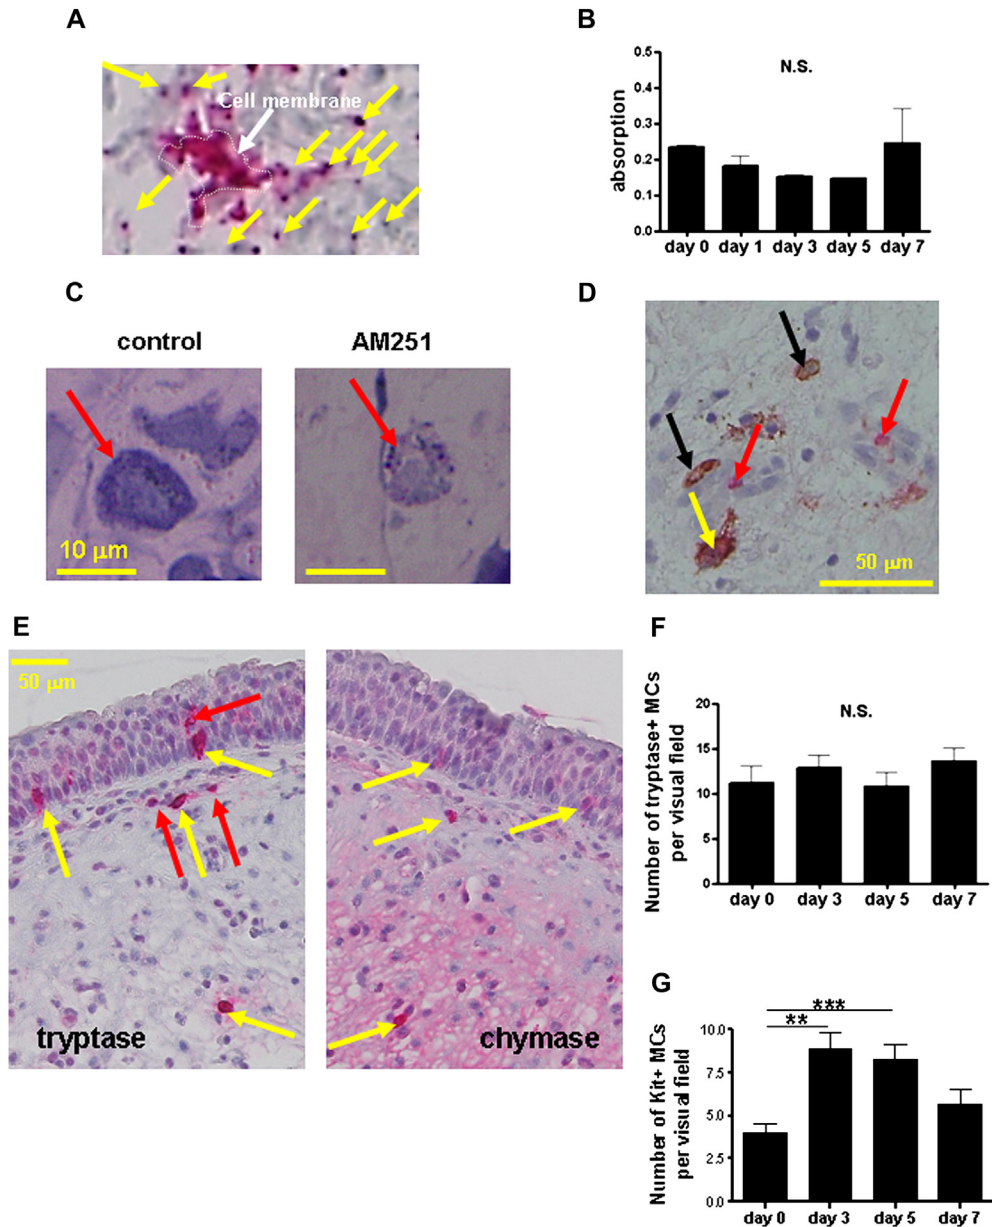 A
Cell membrane
B
N.S.
absorption
0.5
0.4
0.3
0.2
0.1
0.0
day 0 day 1 day 3 day 5 day 7
C
control
AM251
10 μm
D
50 μm
E
50 μm
tryptase
chymase
F
N.S.
Number of tryptase+ MCs
per visual field
20
15
10
5
0
day 0 day 3 day 5 day 7
G
***
**
Number of Kit+ MCs
per visual field
10.0
7.5
5.0
2.5
0.0
day 0 day 3 day 5 day 7